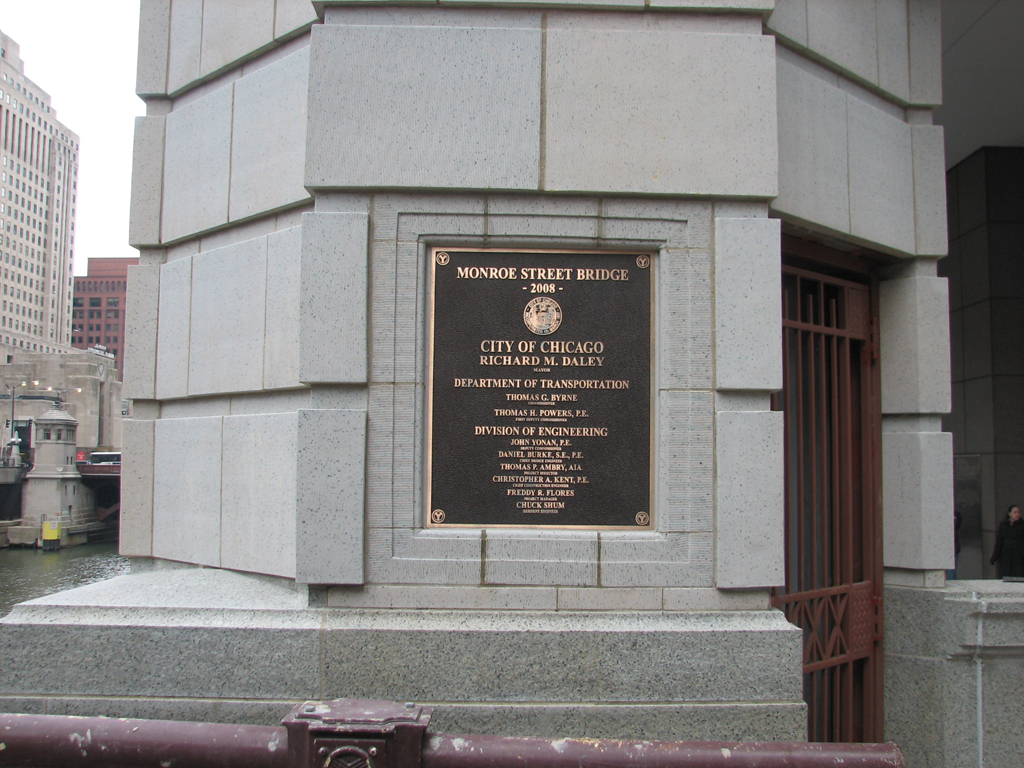 MONROE STREET BRIDGE
- 2008 -
CITY OF CHICAGO
RICHARD M. DALEY
MAYOR
DEPARTMENT OF TRANSPORTATION
THOMAS G. BYRNE
COMMISSIONER
THOMAS H. POWERS, P.E.
FIRST DEPUTY COMMISSIONER
DIVISION OF ENGINEERING
JOHN YONAN, P.E.
DEPUTY COMMISSIONER
DANIEL BURKE, S.E., P.E.
CHIEF BRIDGE ENGINEER
THOMAS P. AMBRY, AIA
PROJECT DIRECTOR
CHRISTOPHER A. KENT, P.E.
CHIEF CONSTRUCTION ENGINEER
FREDDY R. FLORES
PROJECT MANAGER
CHUCK SHUM
RESIDENT ENGINEER